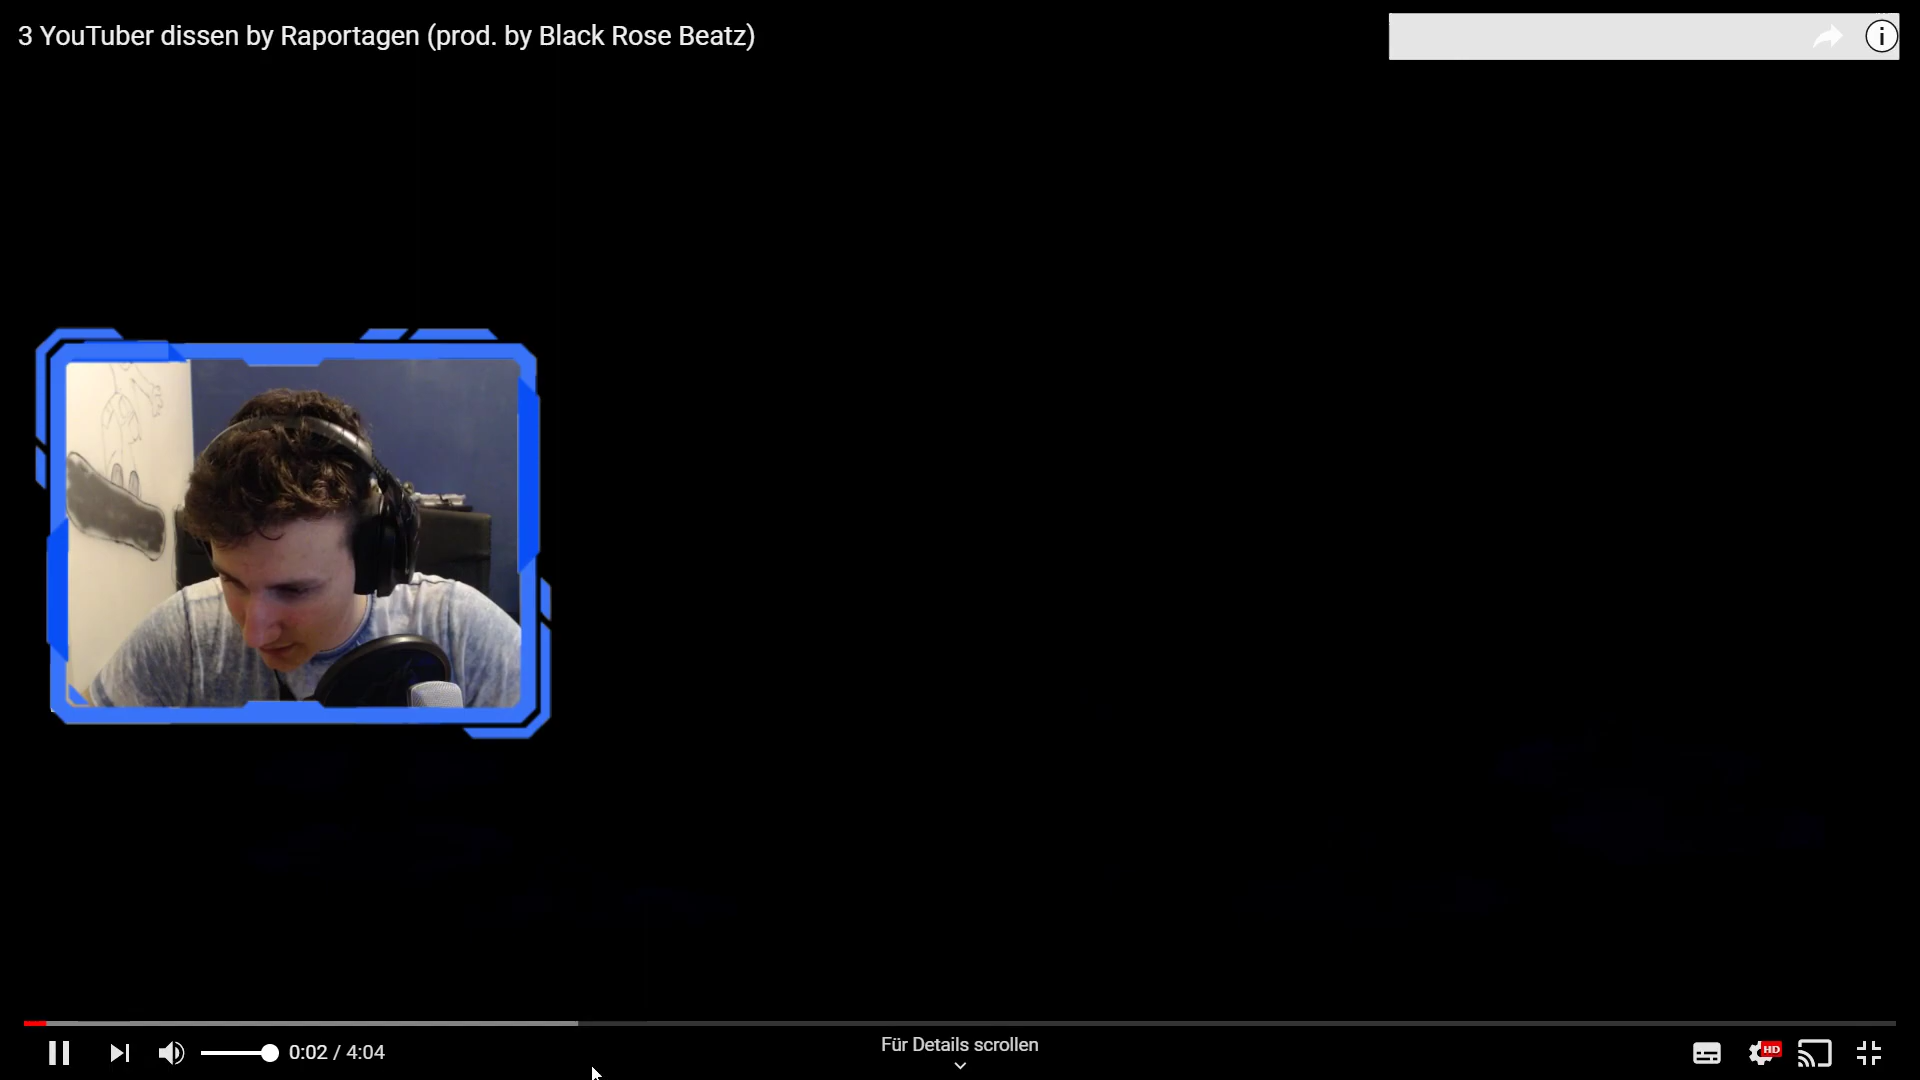 3 YouTuber dissen by Raportagen (prod. by Black Rose Beatz)
0:02 / 4:04
Für Details scrollen
HD